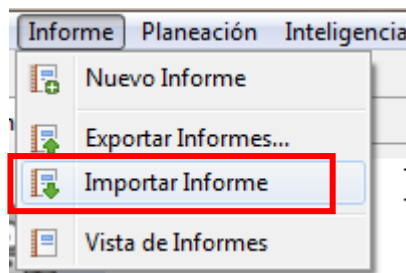 Informe Planeación Inteligencia
Nuevo Informe
Exportar Informes...
Importar Informe
Vista de Informes